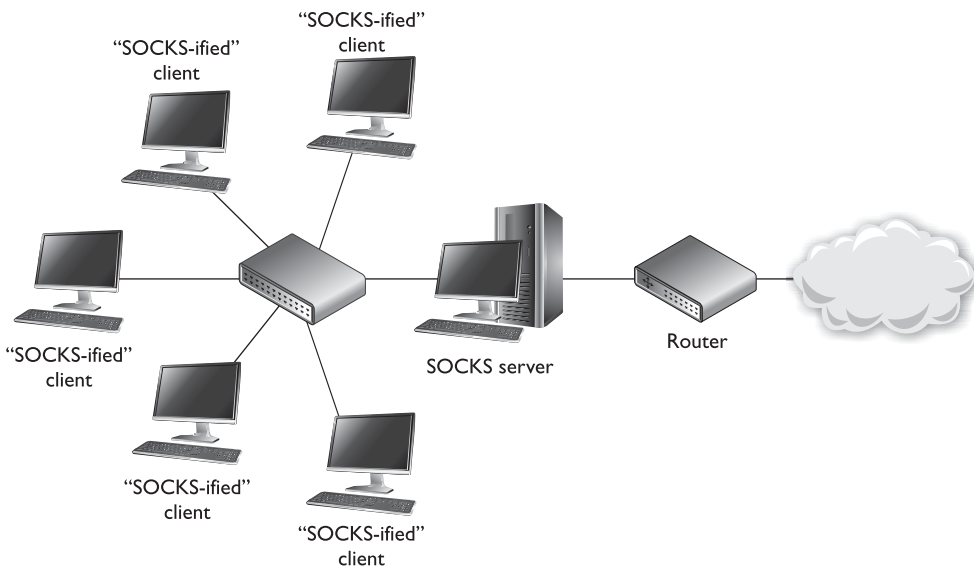 “SOCKS-ified”
client
“SOCKS-ified”
client
“SOCKS-ified”
client
SOCKS server
Router
“SOCKS-ified”
client
“SOCKS-ified”
client